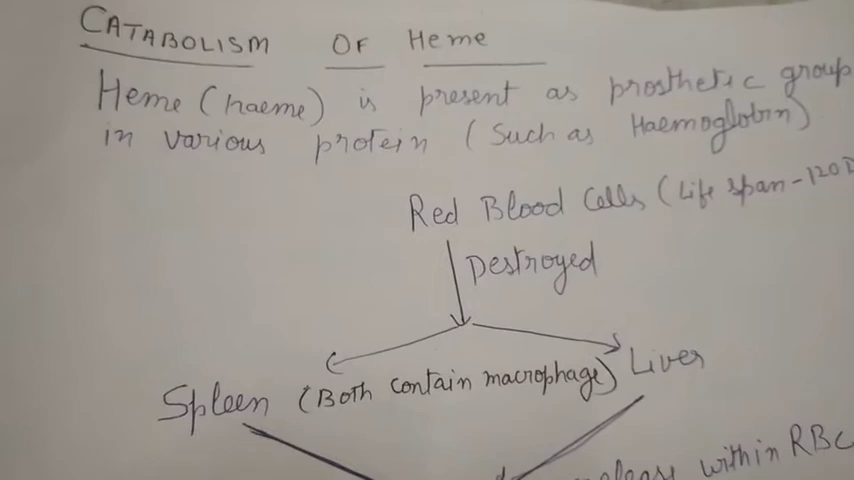 CATABOLISM OF Heme
Heme (haeme) is present as prosthetic group
in various protein (Such as Haemoglobin)
Red Blood Cells (Life span-120D
Destroyed
Spleen (Both contain macrophage) Liver
within RBC